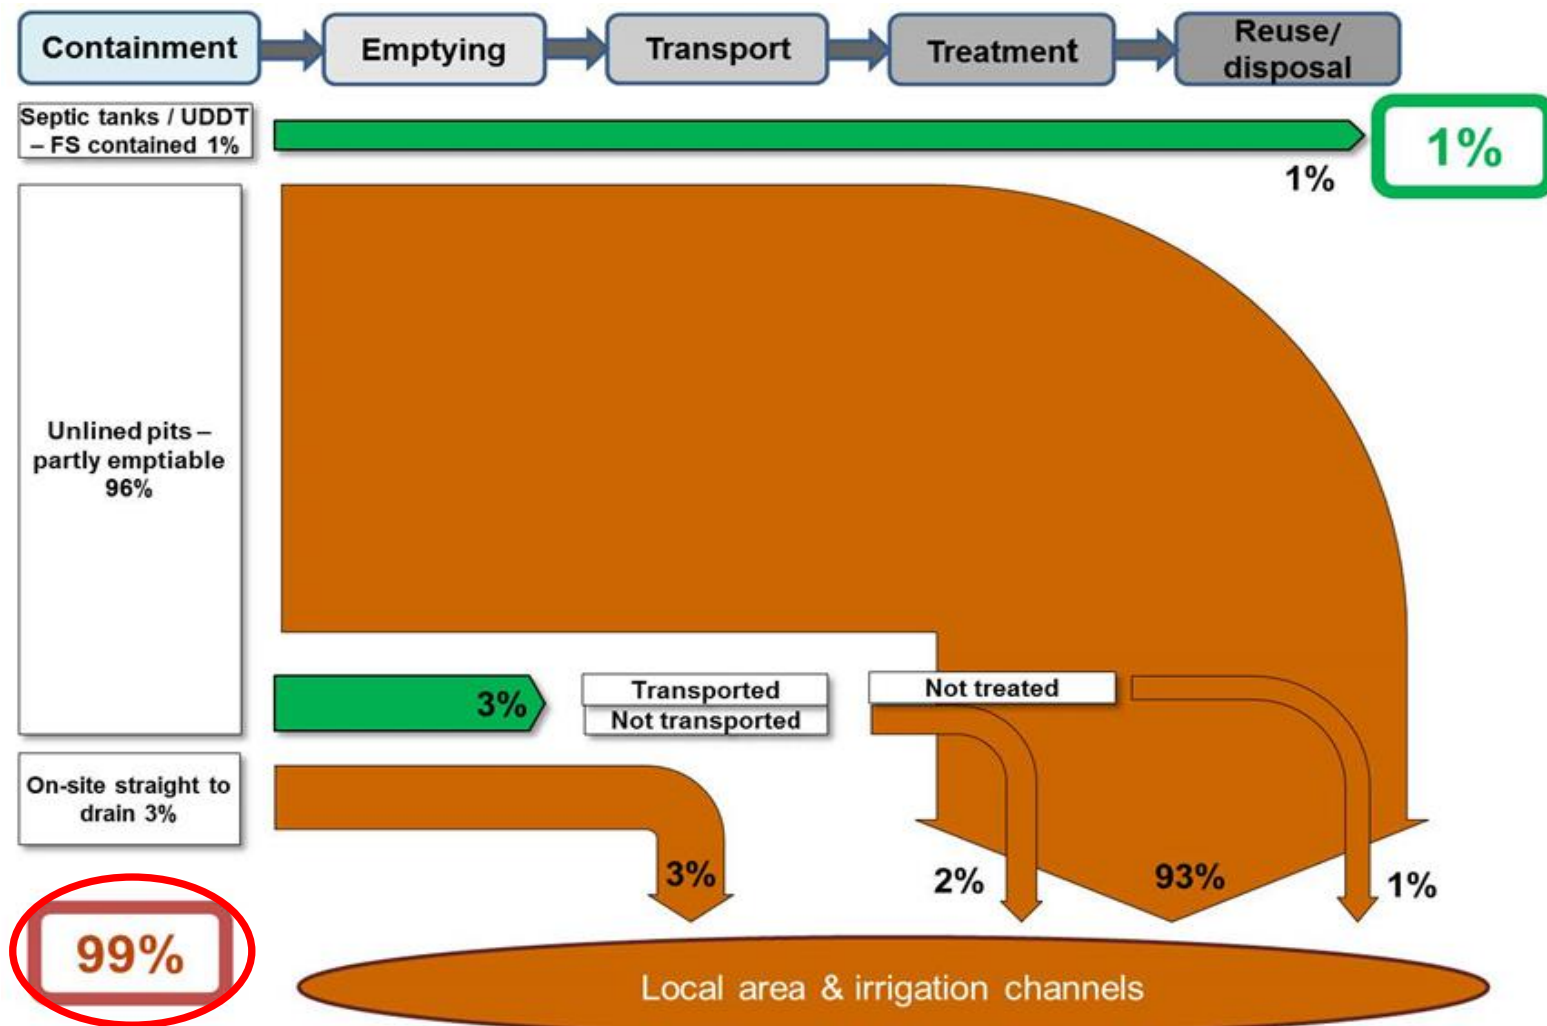 Containment
Emptying
Transport
Treatment
Reuse/
disposal
Septic tanks / UDDT
– FS contained 1%
1%
1%
Unlined pits –
partly emptiable
96%
3%
Transported
Not transported
Not treated
On-site straight to
drain 3%
3%
2%
93%
1%
99%
Local area & irrigation channels